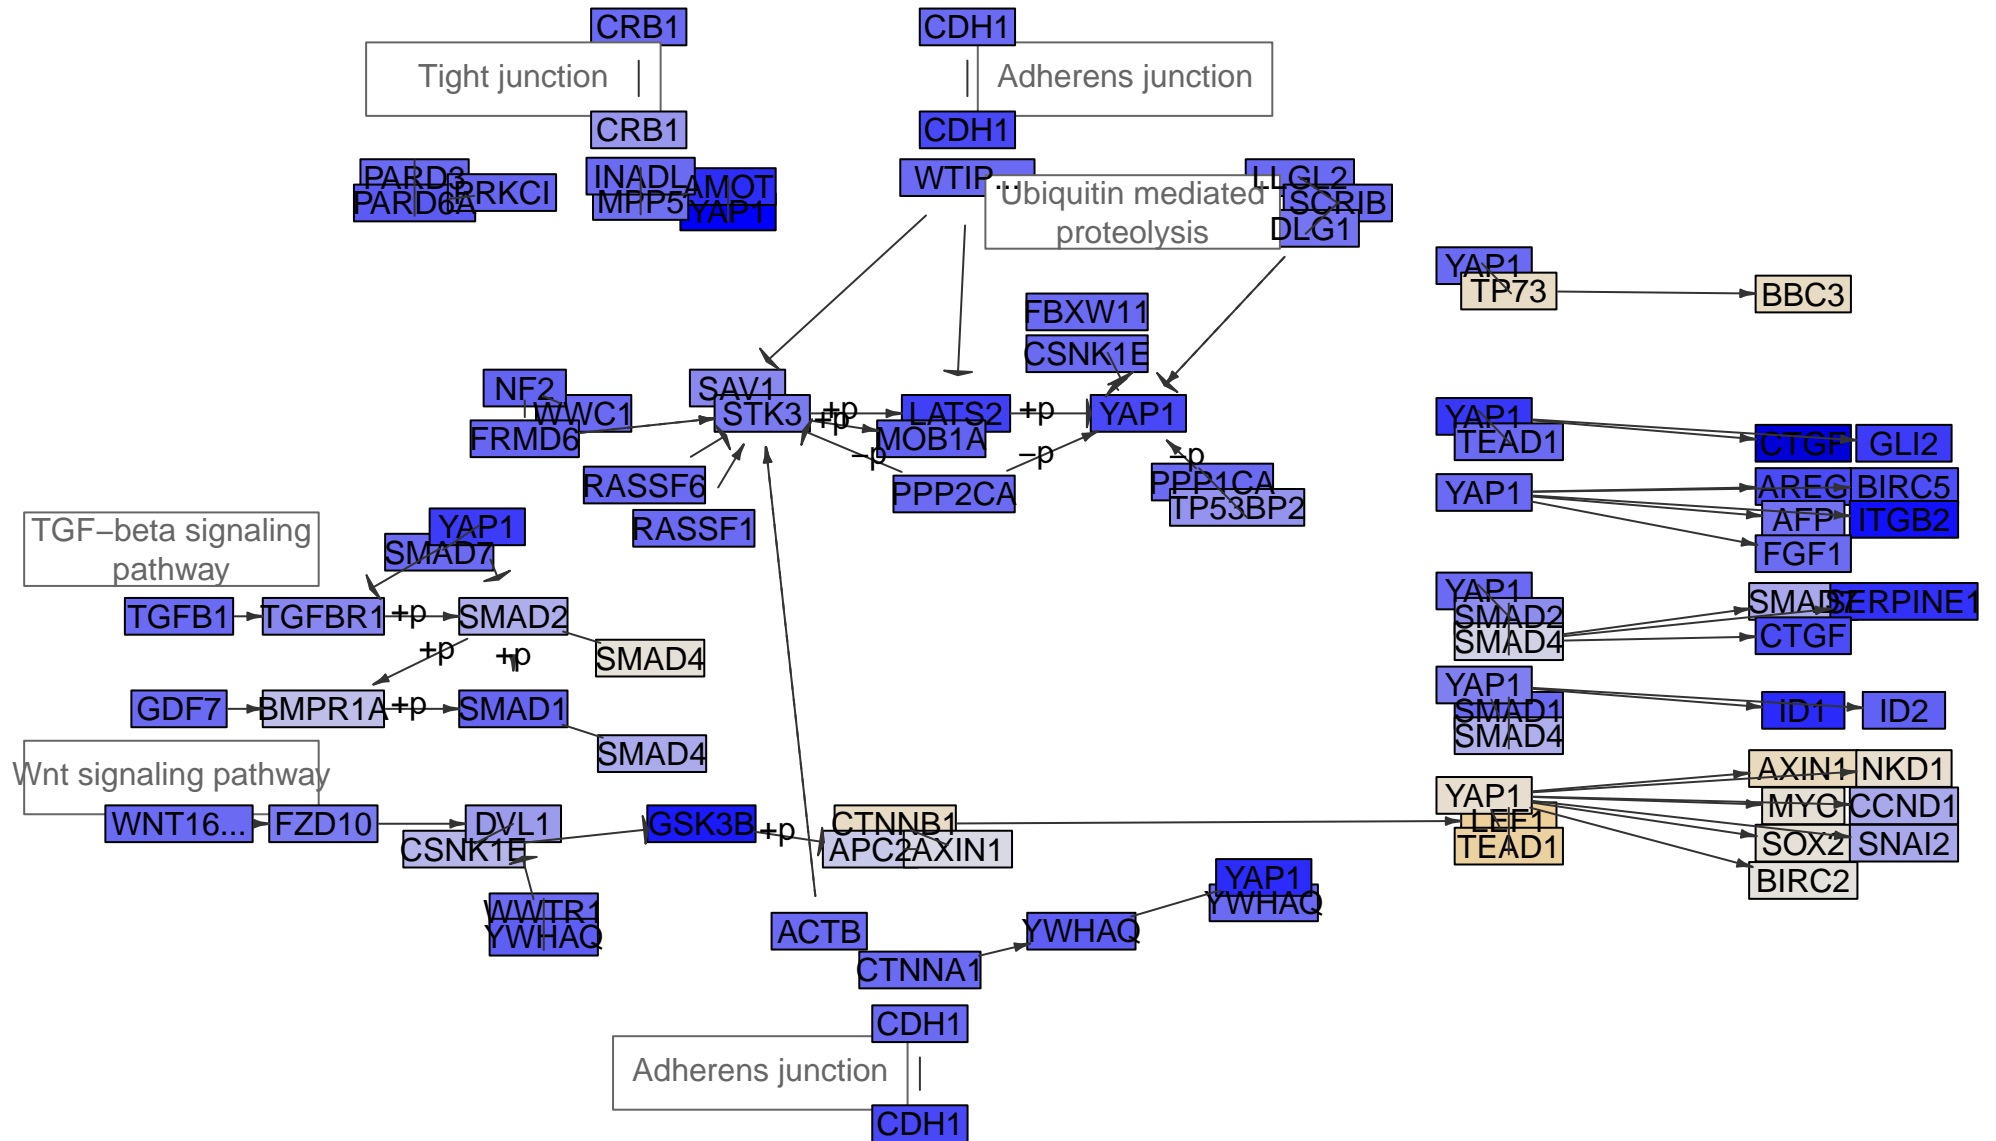 CRB1
CDH1
Tight junction
Adherens junction
CRB1
CDH1
PARD3
PARD6A
PRKCI
INADL
MPP5
AMOT
YAP1
WTIP...
LLGL2
SCRIB
DLG1
Ubiquitin mediated
proteolysis
YAP1
TP73
BBC3
FBXW11
CSNK1E
NF2
WWC1
FRMD6
SAV1
STK3
+p
+p
LATS2
MOB1A
+p
YAP1
YAP1
TEAD1
CTGF
GLI2
−p
−p
−p
RASSF6
RASSF1
PPP2CA
PPP1CA
TP53BP2
YAP1
AREG
BIRC5
AFP
ITGB2
FGF1
TGF−beta signaling
pathway
YAP1
SMAD7
TGFB1
TGFBR1
+p
SMAD2
SMAD4
+p
+p
YAP1
SMAD2
SMAD4
SMAD7
SERPINE1
CTGF
GDF7
BMPR1A
+p
SMAD1
SMAD4
YAP1
SMAD1
SMAD4
ID1
ID2
Wnt signaling pathway
WNT16...
FZD10
DVL1
CSNK1E
GSK3B
+p
CTNNB1
APC2
AXIN1
YAP1
LEF1
TEAD1
AXIN1
NKD1
MYC
CCND1
SOX2
SNAI2
BIRC2
WWTR1
YWHAQ
ACTB
CTNNA1
YWHAQ
YAP1
YWHAQ
CDH1
Adherens junction
CDH1